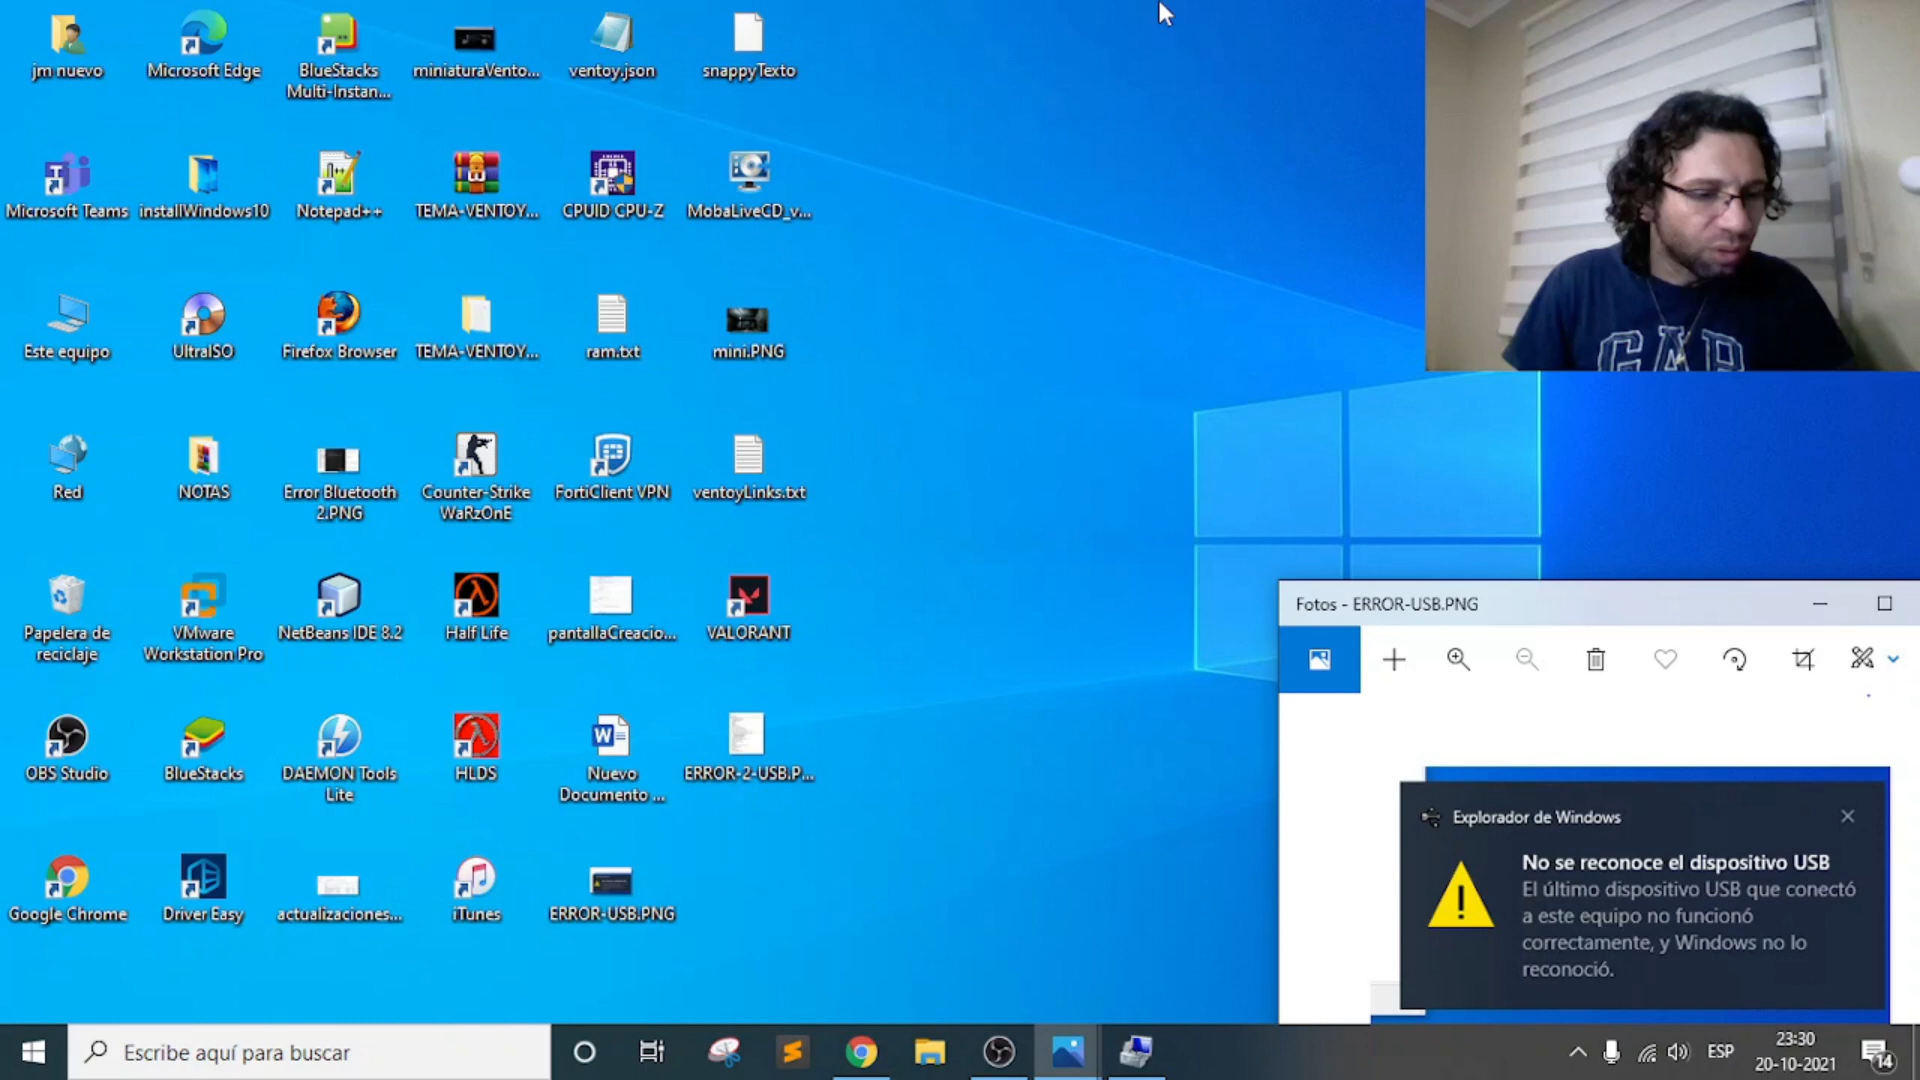 jm nuevo
Microsoft Edge
BlueStacks
Multi-Instan...
miniaturaVento...
ventoy.json
snappyTexto
Microsoft Teams
installWindows10
Notepad++
TEMA-VENTOY...
CPUID CPU-Z
MobaLiveCD_v...
Este equipo
UltraISO
Firefox Browser
TEMA-VENTOY...
ram.txt
mini.PNG
Red
NOTAS
Error Bluetooth
2.PNG
Counter-Strike
WaRzOnE
FortiClient VPN
ventoyLinks.txt
Papelera de
reciclaje
VMware
Workstation Pro
NetBeans IDE 8.2
Half Life
pantallaCreacio...
VALORANT
OBS Studio
BlueStacks
DAEMON Tools
Lite
HLDS
Nuevo
Documento ...
ERROR-2-USB.P...
Google Chrome
Driver Easy
actualizaciones...
iTunes
ERROR-USB.PNG
GAP
Fotos - ERROR-USB.PNG
Explorador de Windows
No se reconoce el dispositivo USB
El último dispositivo USB que conectó
a este equipo no funcionó
correctamente, y Windows no lo
reconoció.
Escribe aquí para buscar
ESP
23:30
20-10-2021
14